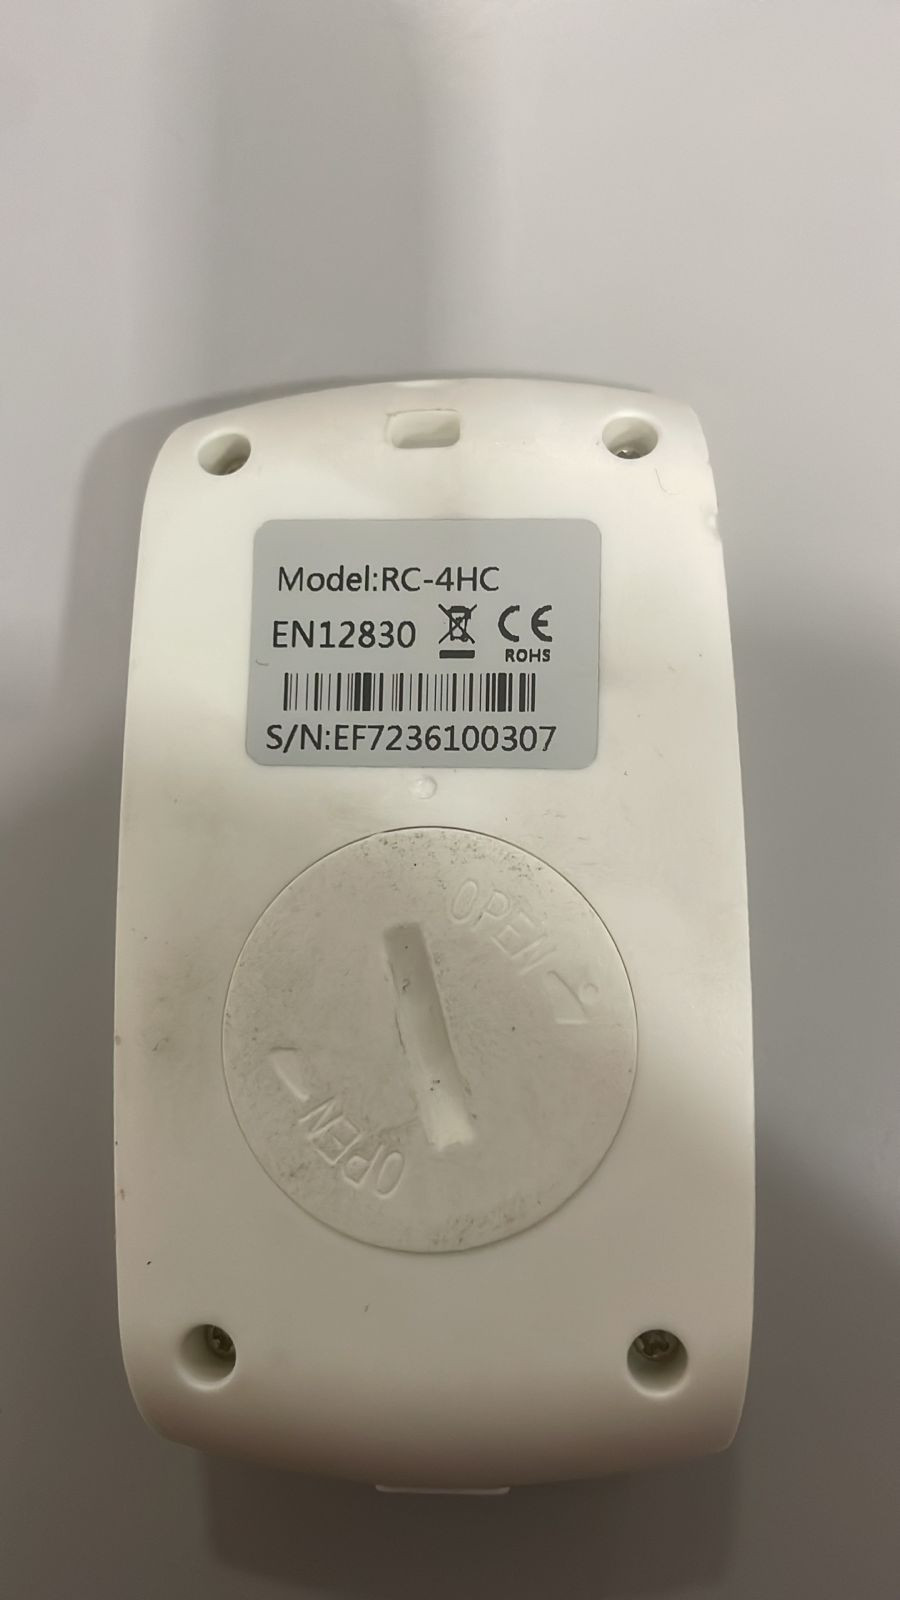 Model:RC-4HC
EN12830 CE
ROHS
S/N:EF7236100307
OPEN
OPEN